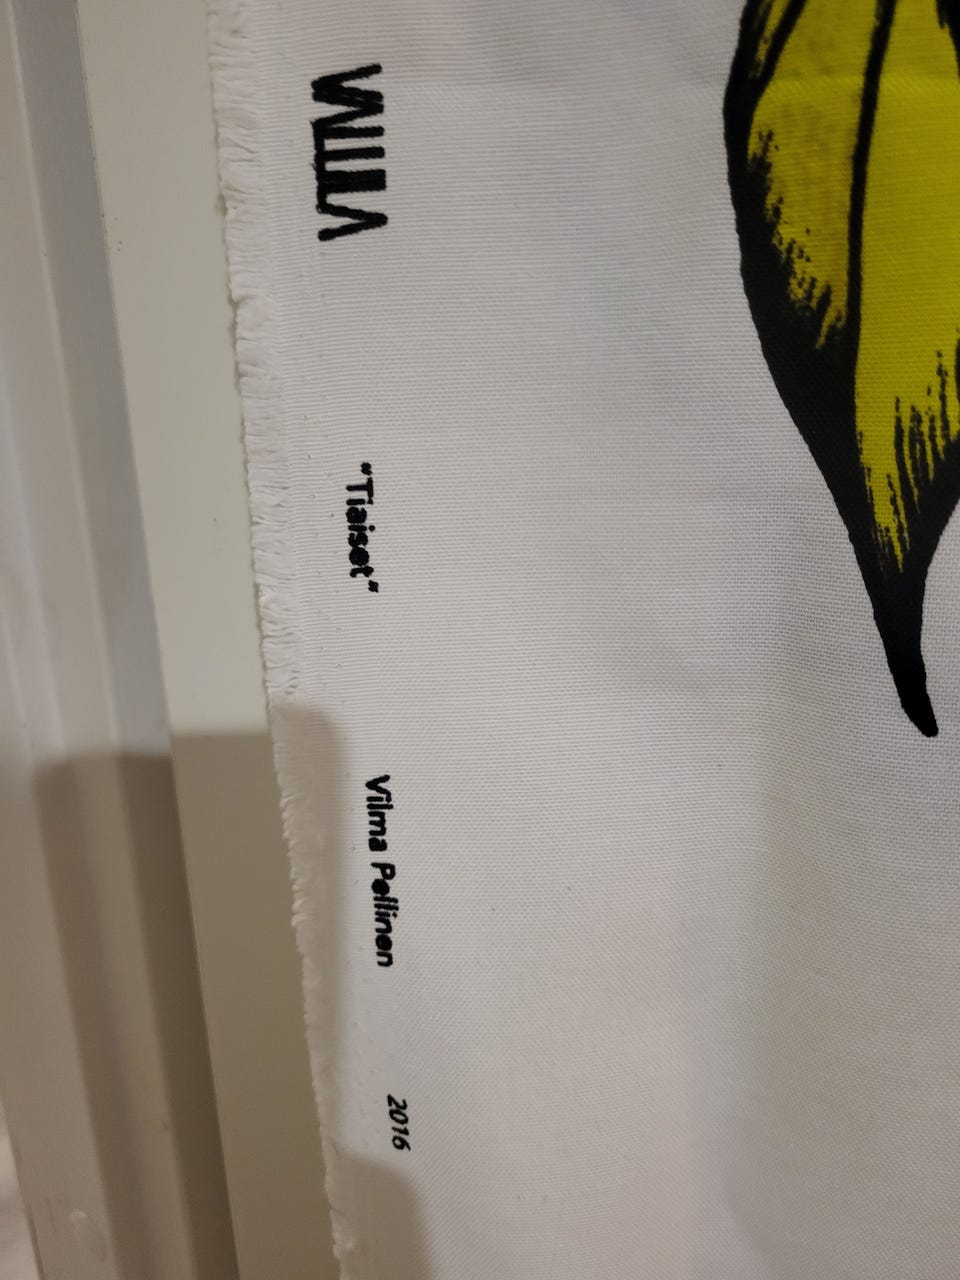 VALLILA
"Tiaiset"
Vilma Pellinen
2016